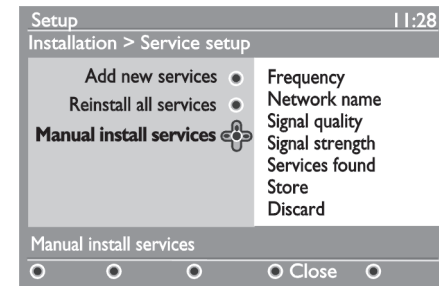 Setup 11:28
Installation > Service setup
Add new services
Reinstall all services
Manual install services
Frequency
Network name
Signal quality
Signal strength
Services found
Store
Discard
Manual install services
Close